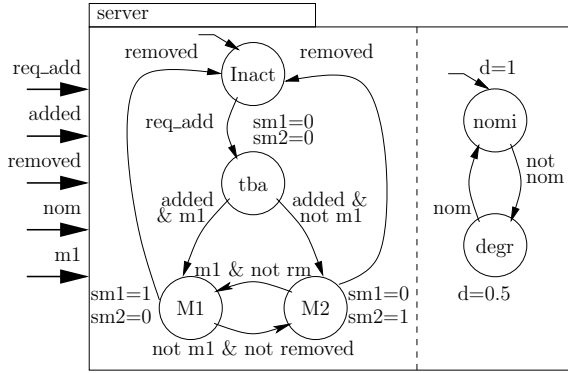 server
removed
removed
d=1
req_add
Inact
added
req_add
sm1=0
sm2=0
nomi
removed
tba
not
nom
added
& m1
added &
not m1
nom
nom
degr
m1
m1 & not rm
sm1=1
sm2=0
M1
M2
sm1=0
sm2=1
d=0.5
not m1 & not removed